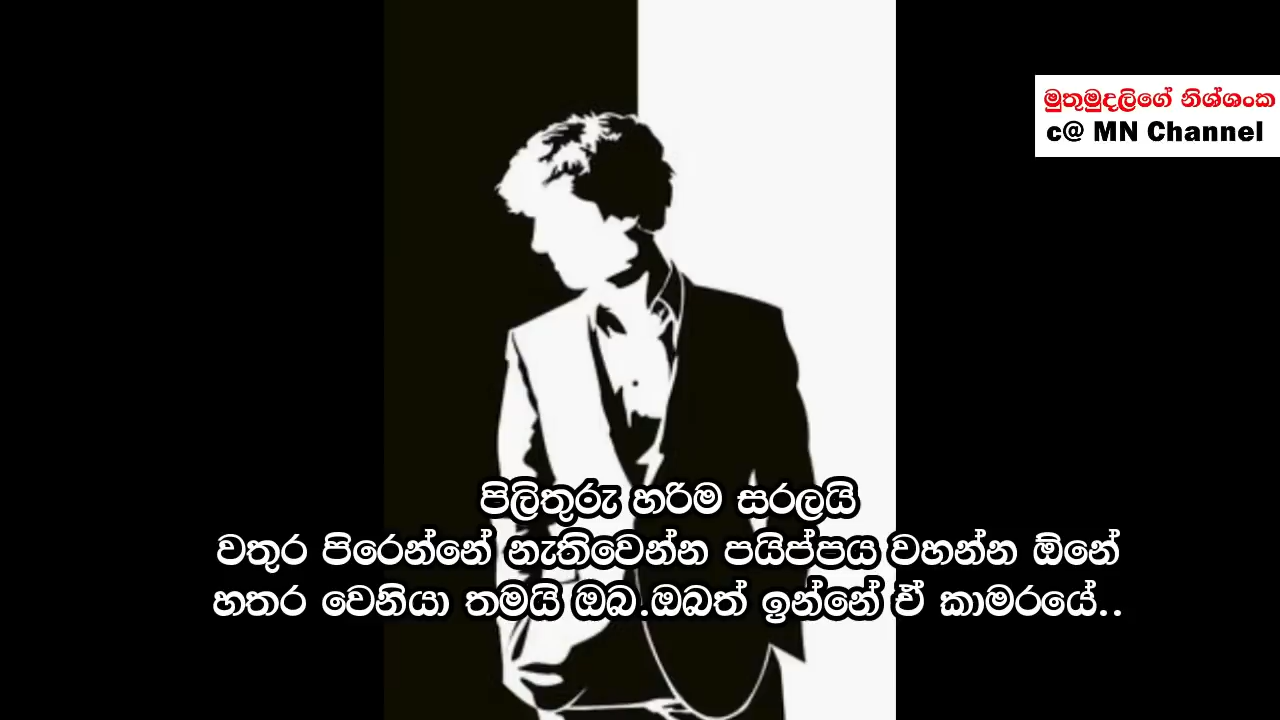 මුතුමුදලිගේ නිශ්ශංක
c@ MN Channel
පිලිතුරු හරිම සරලයි
වතුර පිරෙන්නේ නැතිවෙන්න පයිප්පය වහන්න ඕනේ
හතර වෙනියා තමයි ඔබ.ඔබත් ඉන්නේ ඒ කාමරයේ..